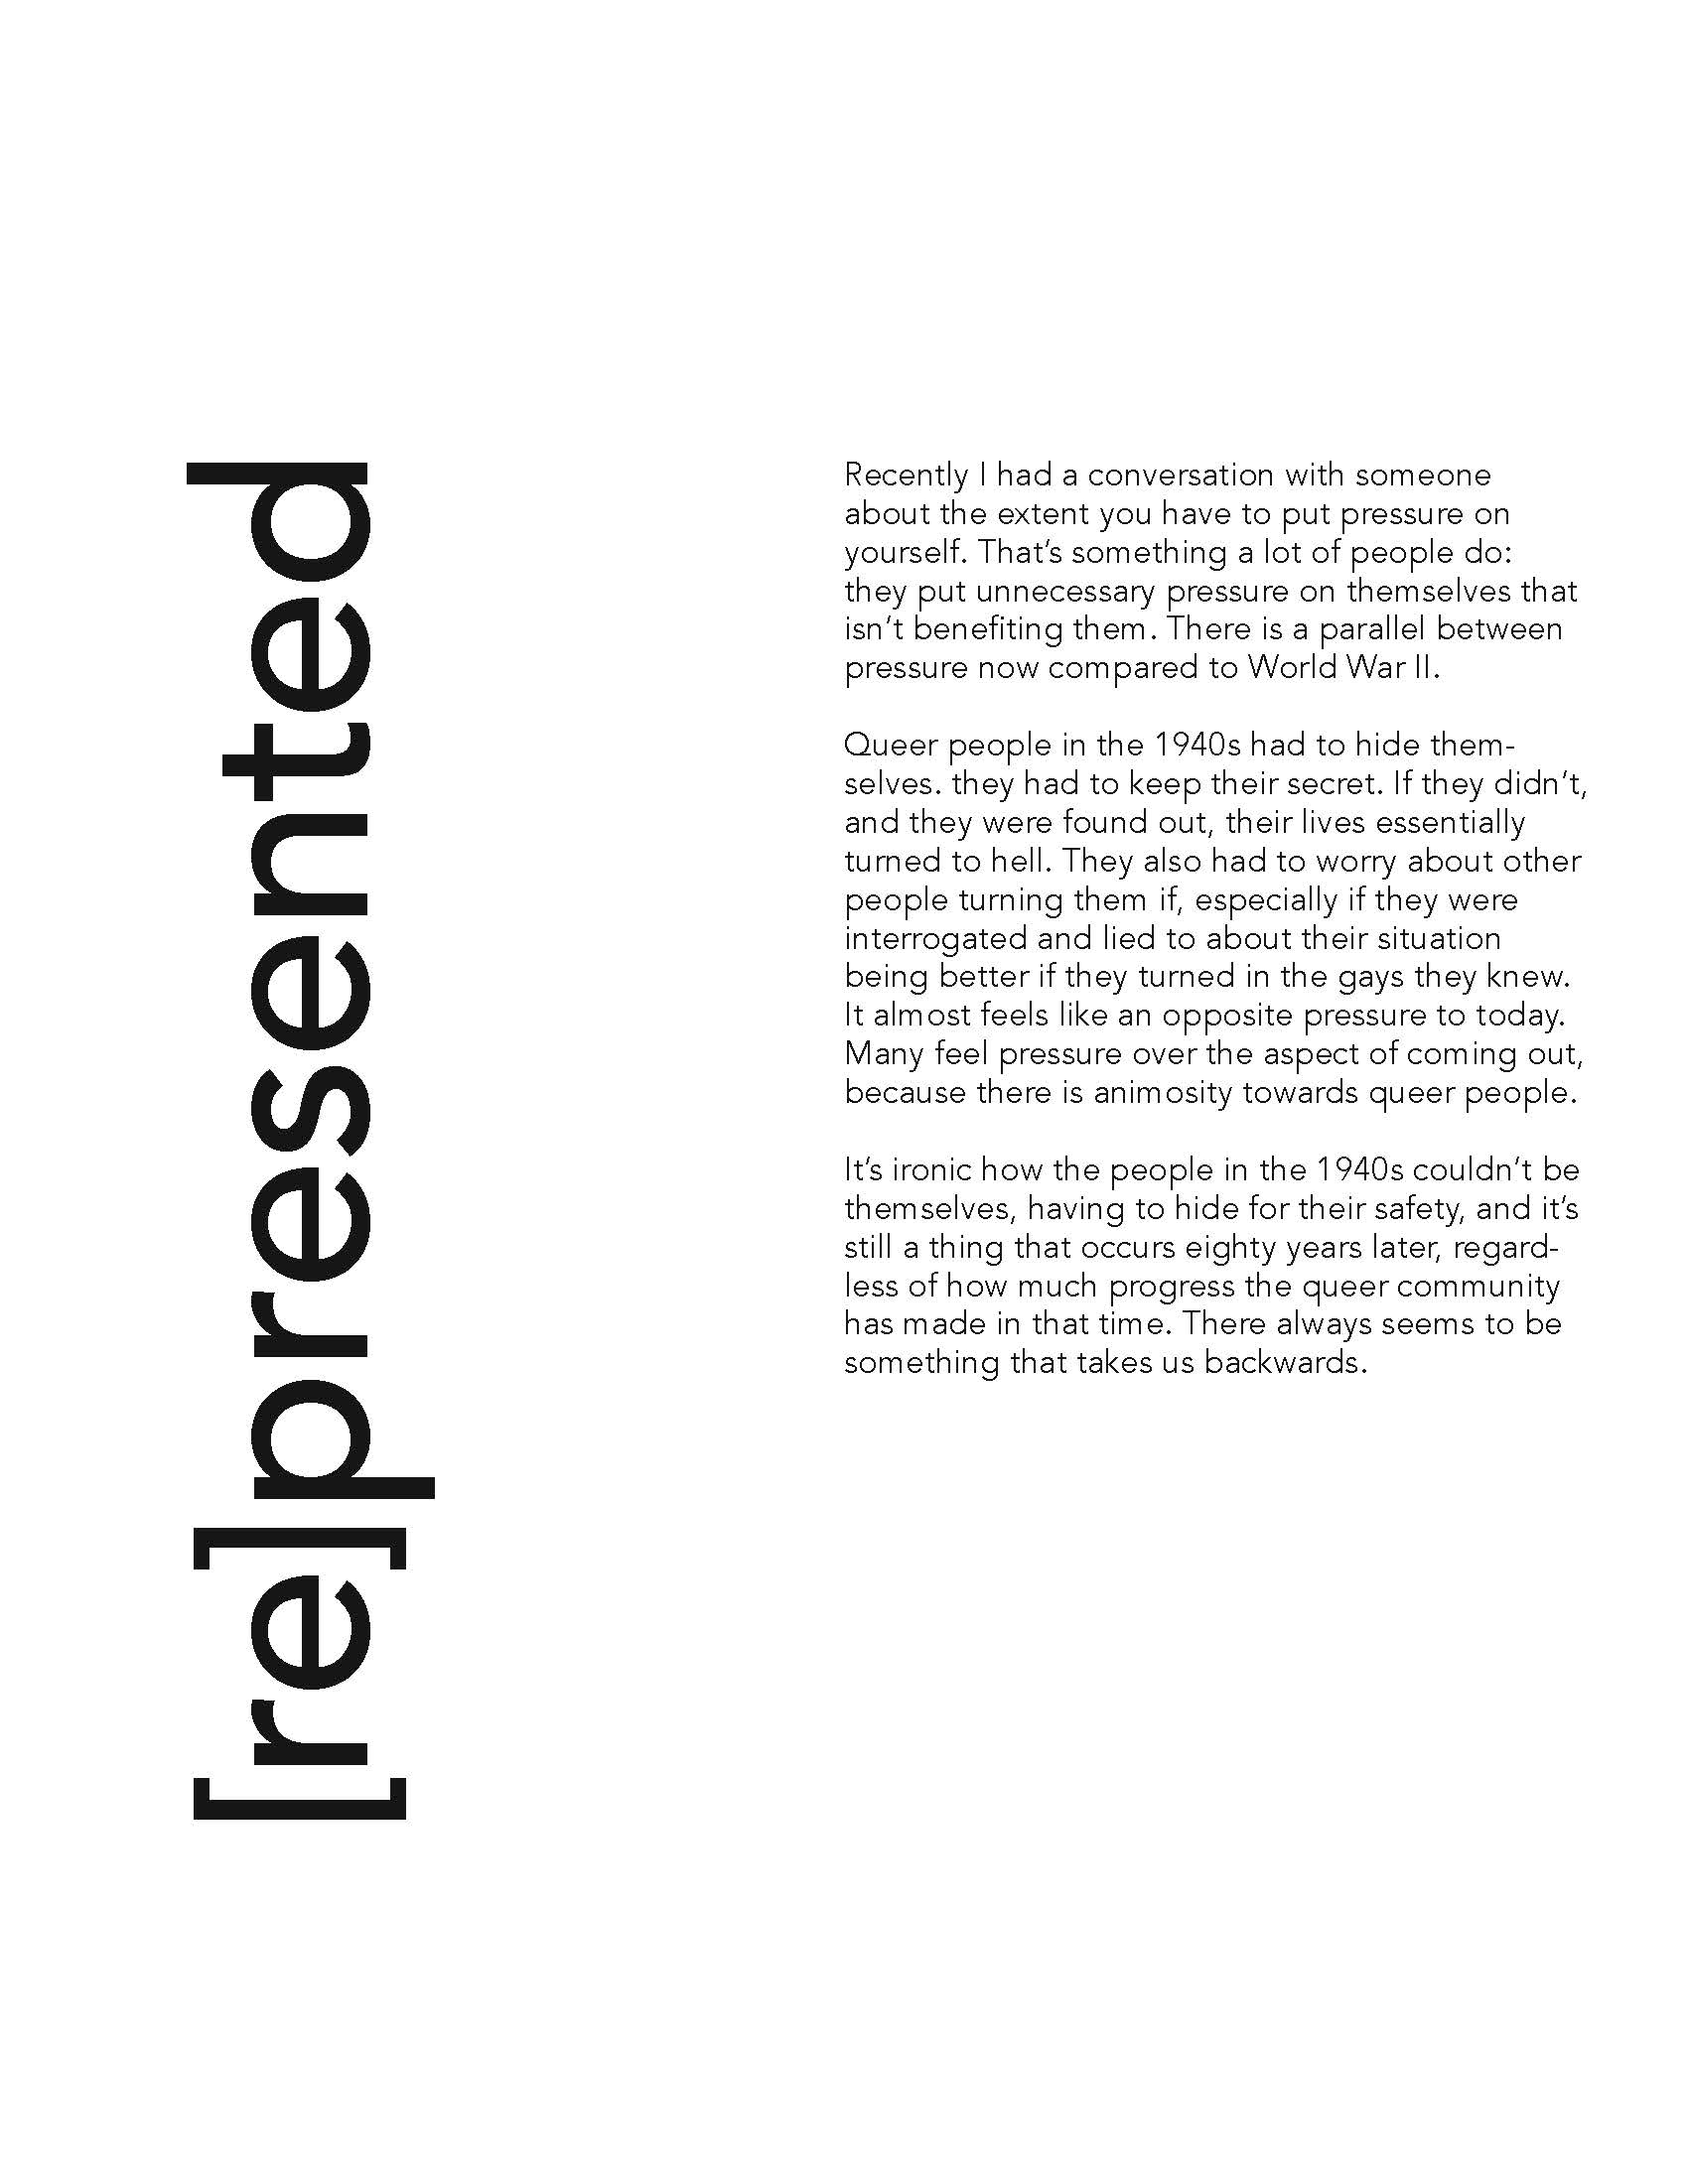 [re]presented
Recently I had a conversation with someone
about the extent you have to put pressure on
yourself. That’s something a lot of people do:
they put unnecessary pressure on themselves that
isn’t benefiting them. There is a parallel between
pressure now compared to World War II.
Queer people in the 1940s had to hide them-
selves. they had to keep their secret. If they didn’t,
and they were found out, their lives essentially
turned to hell. They also had to worry about other
people turning them if, especially if they were
interrogated and lied to about their situation
being better if they turned in the gays they knew.
It almost feels like an opposite pressure to today.
Many feel pressure over the aspect of coming out,
because there is animosity towards queer people.
It’s ironic how the people in the 1940s couldn’t be
themselves, having to hide for their safety, and it’s
still a thing that occurs eighty years later, regard-
less of how much progress the queer community
has made in that time. There always seems to be
something that takes us backwards.